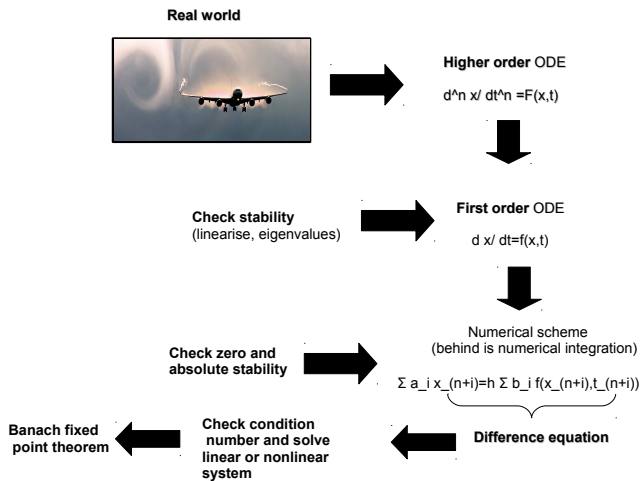 Real world
Higher order ODE
d^n x/ dt^n =F(x,t)
Check stability
(linearise, eigenvalues)
First order ODE
d x/ dt=f(x,t)
Numerical scheme
(behind is numerical integration)
Check zero and
absolute stability
Σ a_i x_(n+i)=h Σ b_i f(x_(n+i),t_(n+i))
Banach fixed
point theorem
Check condition
number and solve
linear or nonlinear
system
Difference equation